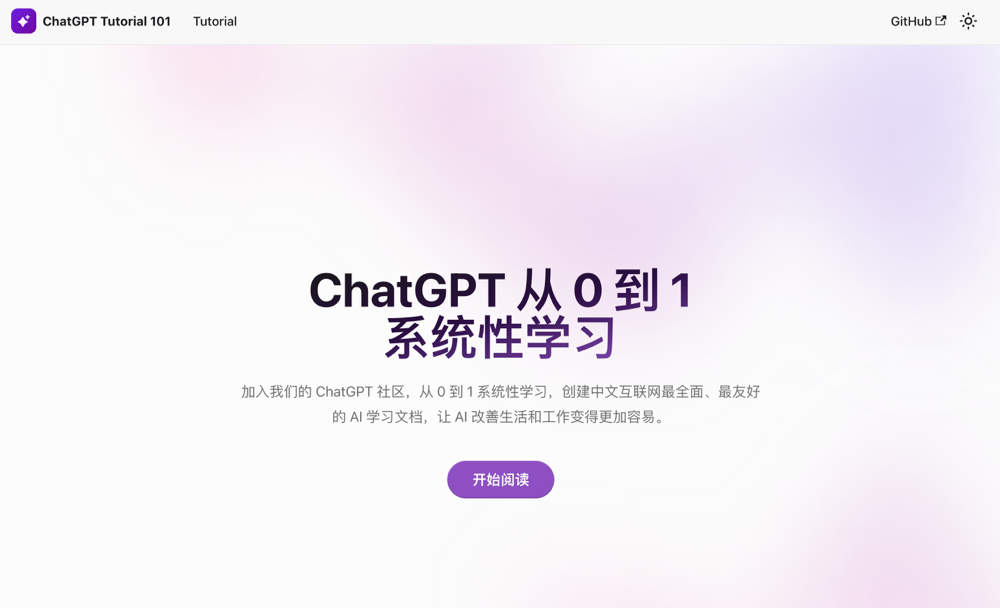 ChatGPT Tutorial 101
Tutorial
GitHub
ChatGPT 从 0 到 1
系统性学习
加入我们的 ChatGPT 社区，从 0 到 1 系统性学习，创建中文互联网最全面、最友好
的 AI 学习文档，让 AI 改善生活和工作变得更加容易。
开始阅读